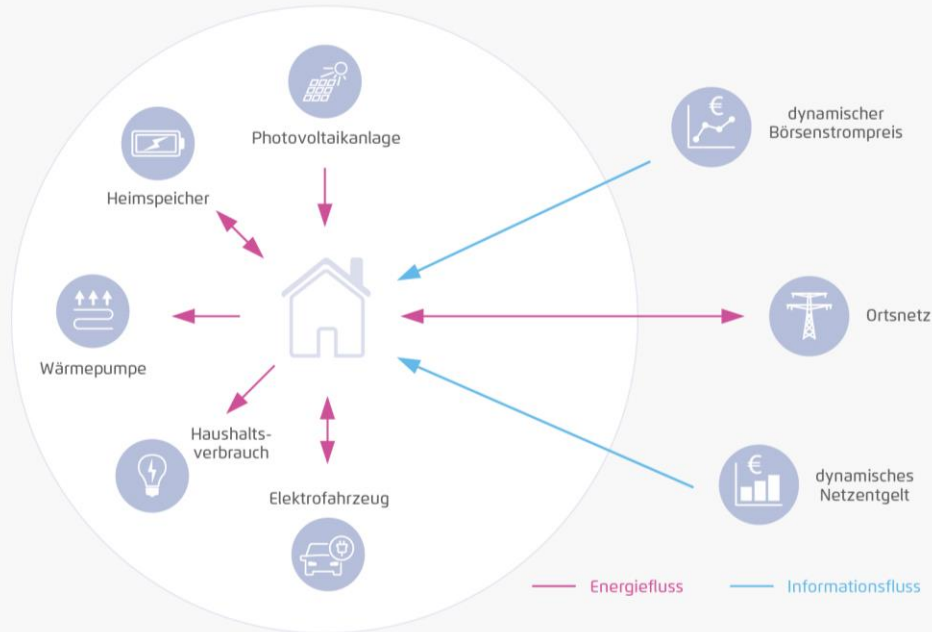 Photovoltaikanlage
€
dynamischer
Börsenstrompreis
Heimspeicher
Ortsnetz
Wärmepumpe
Haushalts-
verbrauch
€
dynamisches
Netzentgelt
Elektrofahrzeug
Energiefluss
Informationsfluss